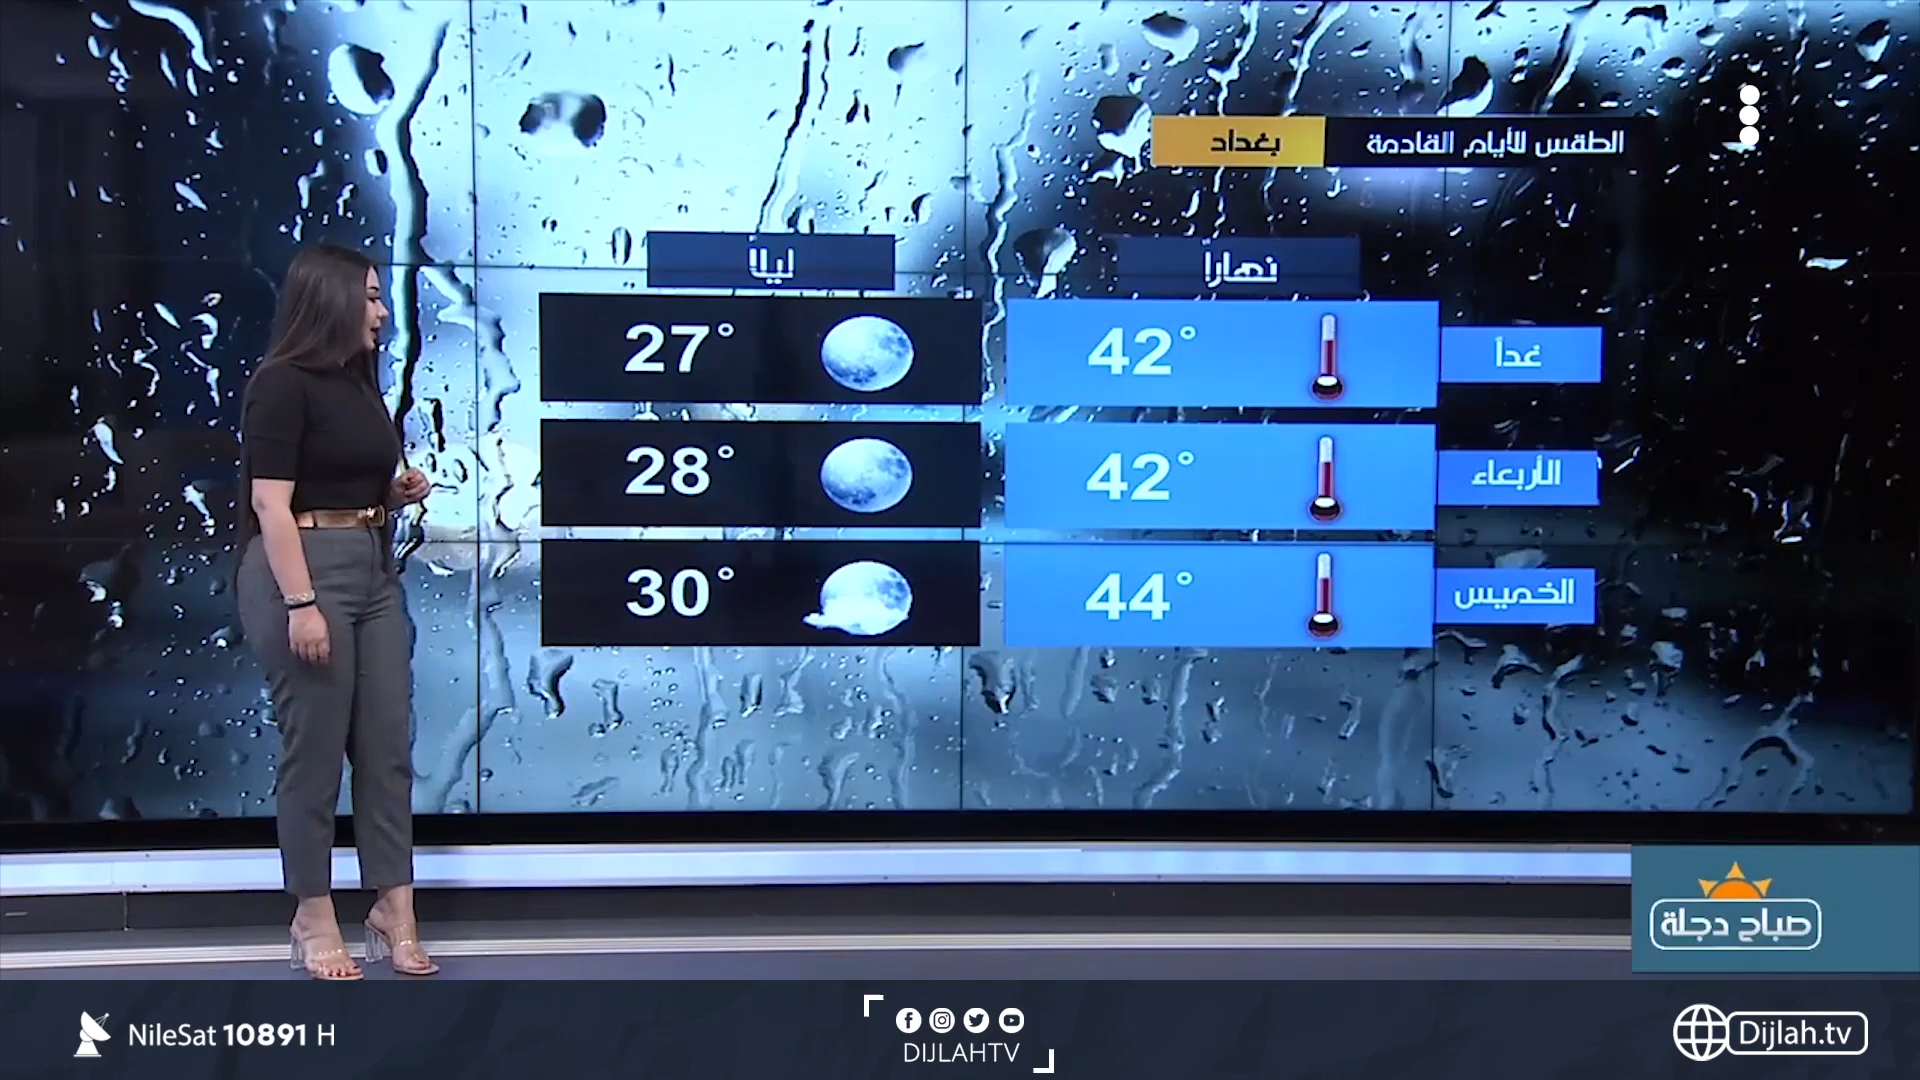 الطقس للأيام القادمة بغداد
نهاراً ليلاً
غداً 42° 27°
الأربعاء 42° 28°
الخميس 44° 30°
صباح دجلة
NileSat 10891 H
DIJLAHTV
Dijlah.tv